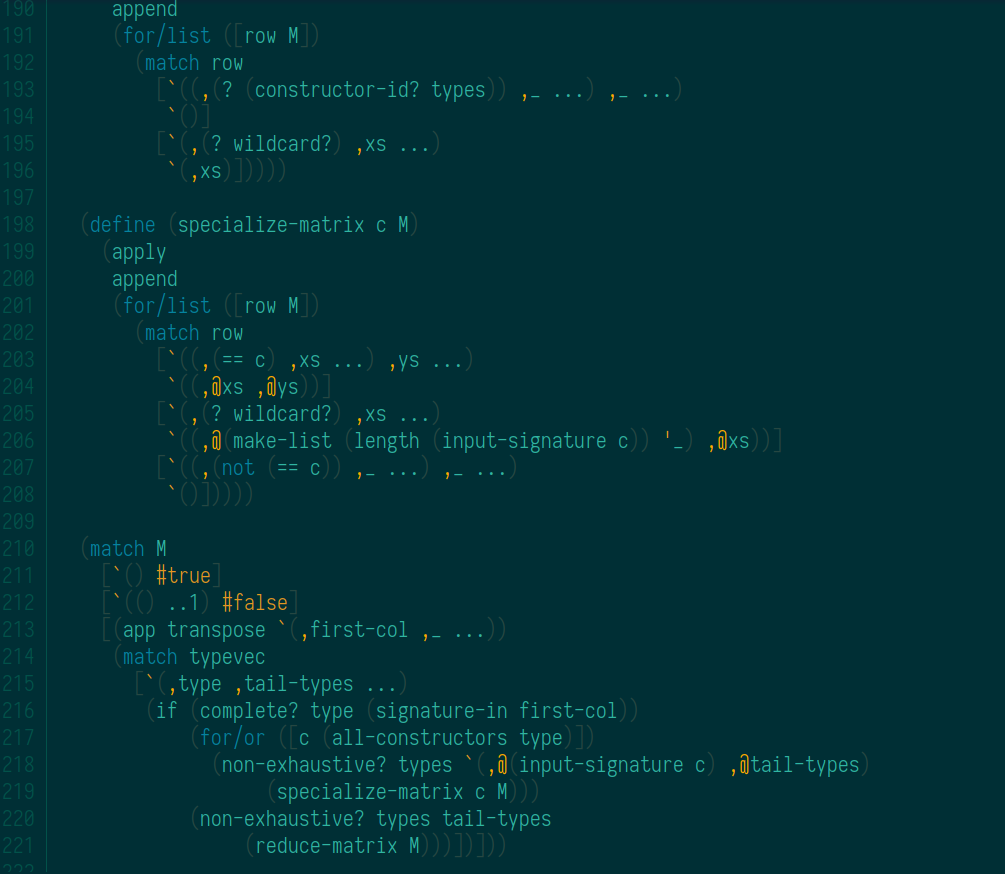 190 append
191 (for/list ([row M])
192 (match row
193 [`((,(? (constructor-id? types)) ,_ ...) ,_ ...)
194 `()]
195 [`(,(? wildcard?) ,xs ...)
196 `(,xs)])))))
197
198 (define (specialize-matrix c M)
199 (apply
200 append
201 (for/list ([row M])
202 (match row
203 [`((,(== c) ,xs ...) ,ys ...)
204 `((,@xs ,@ys))]
205 [`(,(? wildcard?) ,xs ...)
206 `((,@(make-list (length (input-signature c)) '_) ,@xs))]
207 [`((,(not (== c)) ,_ ...) ,_ ...)
208 `()])))))
209
210 (match M
211 [`() #true]
212 [`(() ..1) #false]
213 [(app transpose `(,first-col ,_ ...))
214 (match typevec
215 [`(,type ,tail-types ...)
216 (if (complete? type (signature-in first-col))
217 (for/or ([c (all-constructors type)])
218 (non-exhaustive? types `(,@(input-signature c) ,@tail-types)
219 (specialize-matrix c M)))
220 (non-exhaustive? types tail-types
221 (reduce-matrix M)))])]))